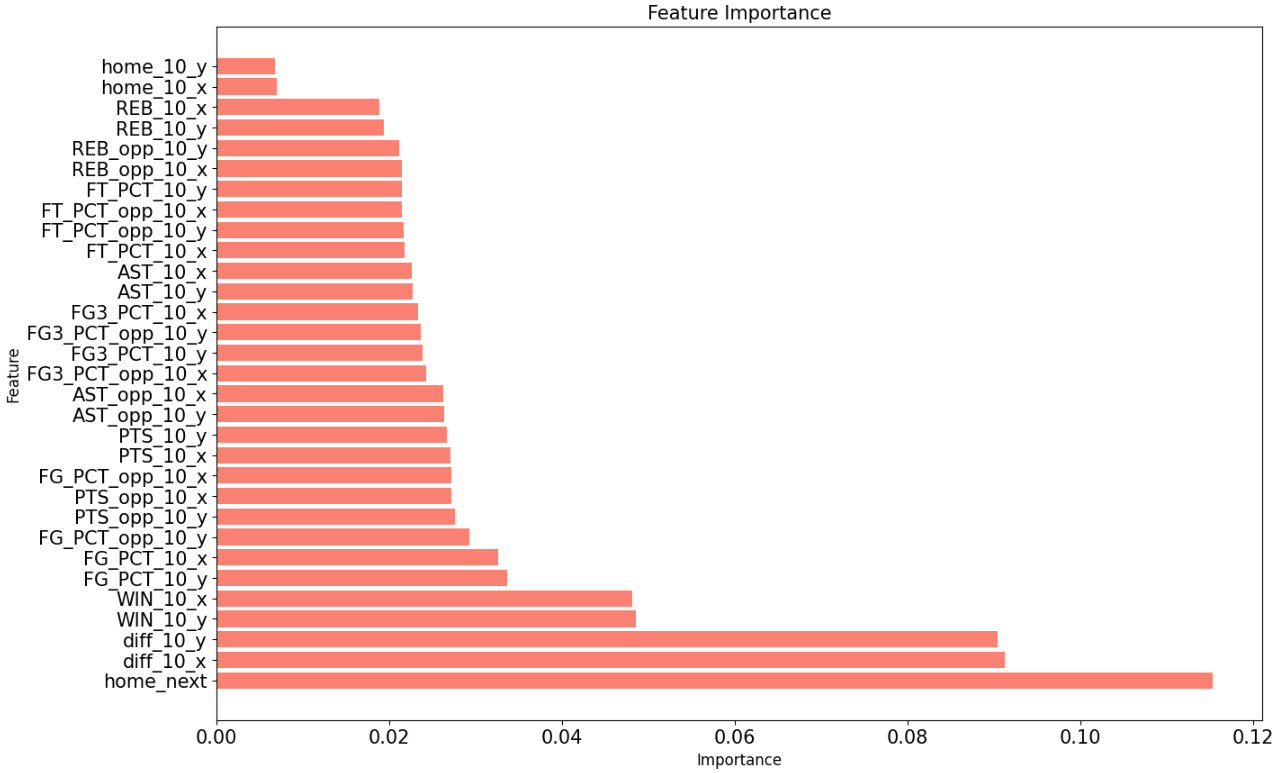 Feature Importance
home_10_y
home_10_x
REB_10_x
REB_10_y
REB_opp_10_y
REB_opp_10_x
FT_PCT_10_y
FT_PCT_opp_10_x
FT_PCT_opp_10_y
FT_PCT_10_x
AST_10_x
AST_10_y
FG3_PCT_10_x
FG3_PCT_opp_10_y
FG3_PCT_10_y
FG3_PCT_opp_10_x
AST_opp_10_x
AST_opp_10_y
PTS_10_y
PTS_10_x
FG_PCT_opp_10_x
PTS_opp_10_x
PTS_opp_10_y
FG_PCT_opp_10_y
FG_PCT_10_x
FG_PCT_10_y
WIN_10_x
WIN_10_y
diff_10_y
diff_10_x
home_next
Feature
0.00 0.02 0.04 0.06 0.08 0.10 0.12
Importance